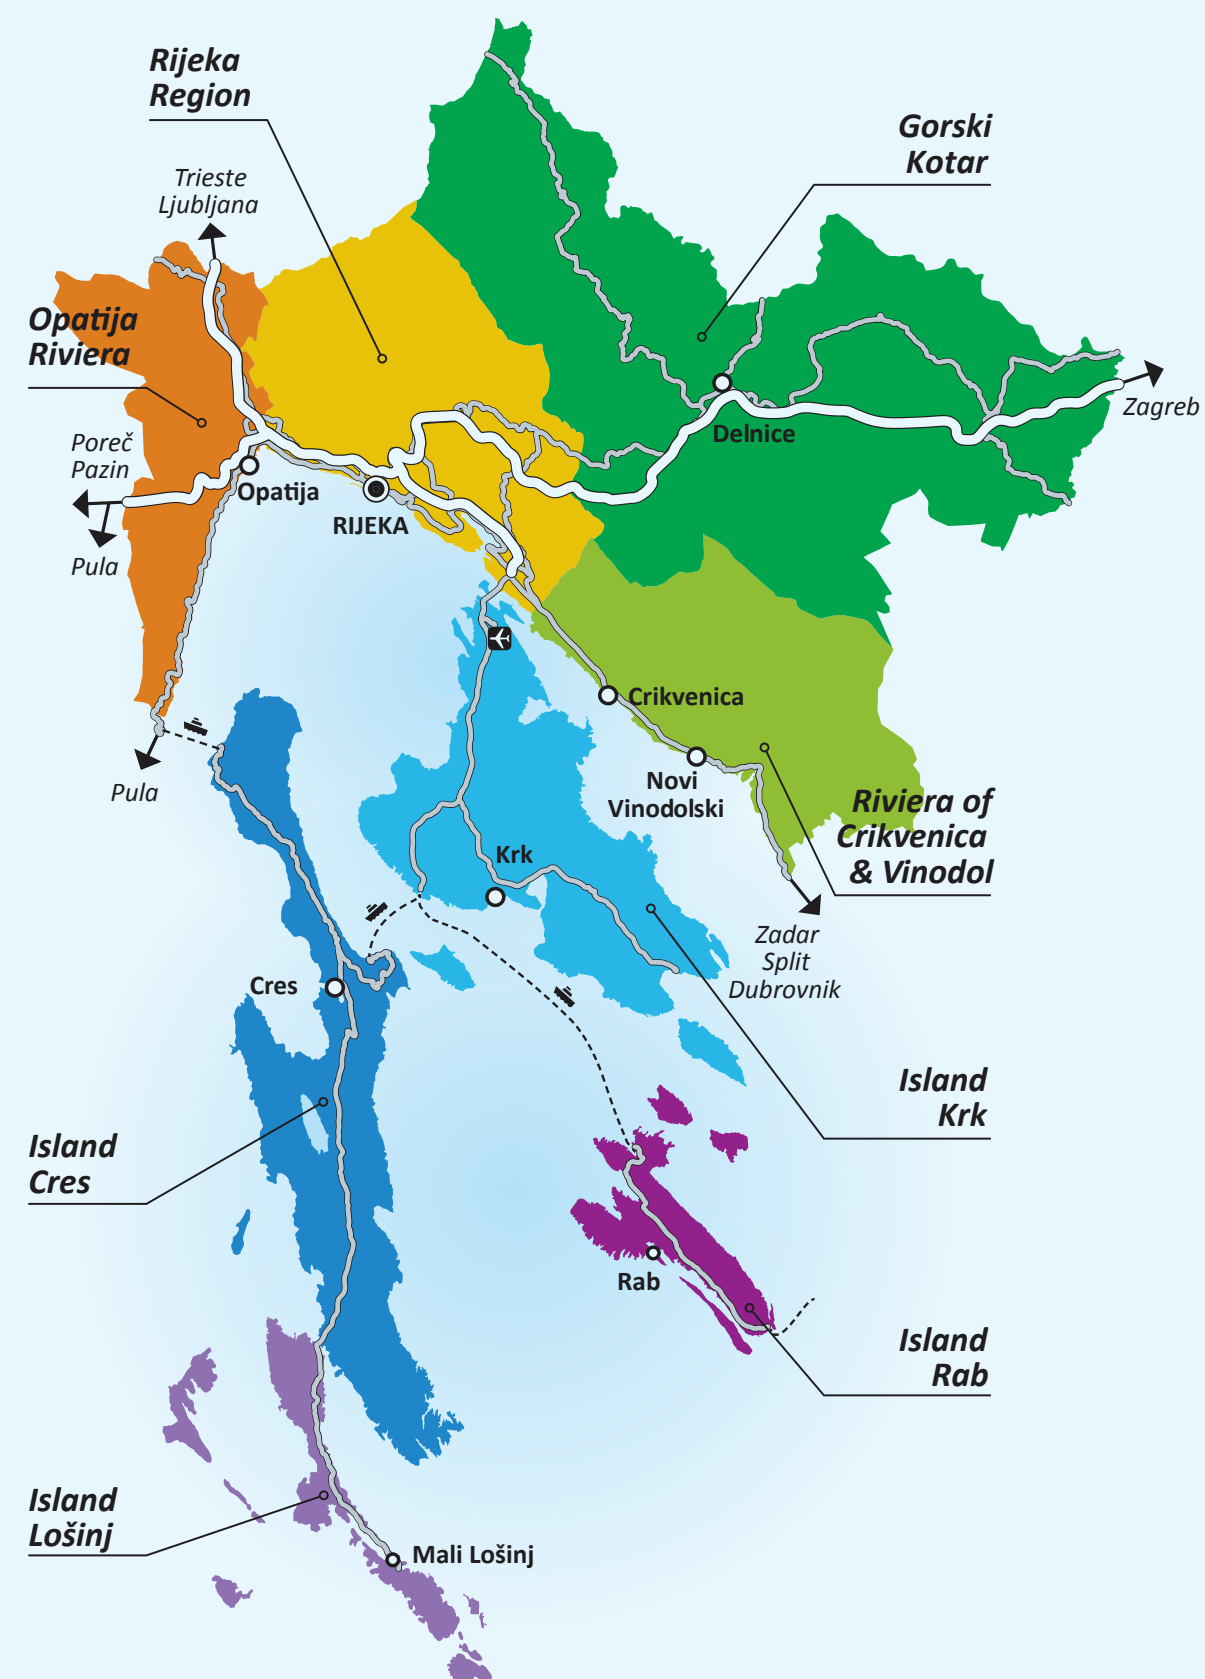 Rijeka
Region
Gorski
Kotar
Trieste
Ljubljana
Opatija
Riviera
Zagreb
Delnice
Poreč
Pazin
Opatija
RIJEKA
Pula
Crikvenica
Pula
Novi
Vinodolski
Riviera of
Crikvenica
& Vinodol
Krk
Zadar
Split
Dubrovnik
Cres
Island
Krk
Island
Cres
Rab
Island
Rab
Island
Lošinj
Mali Lošinj